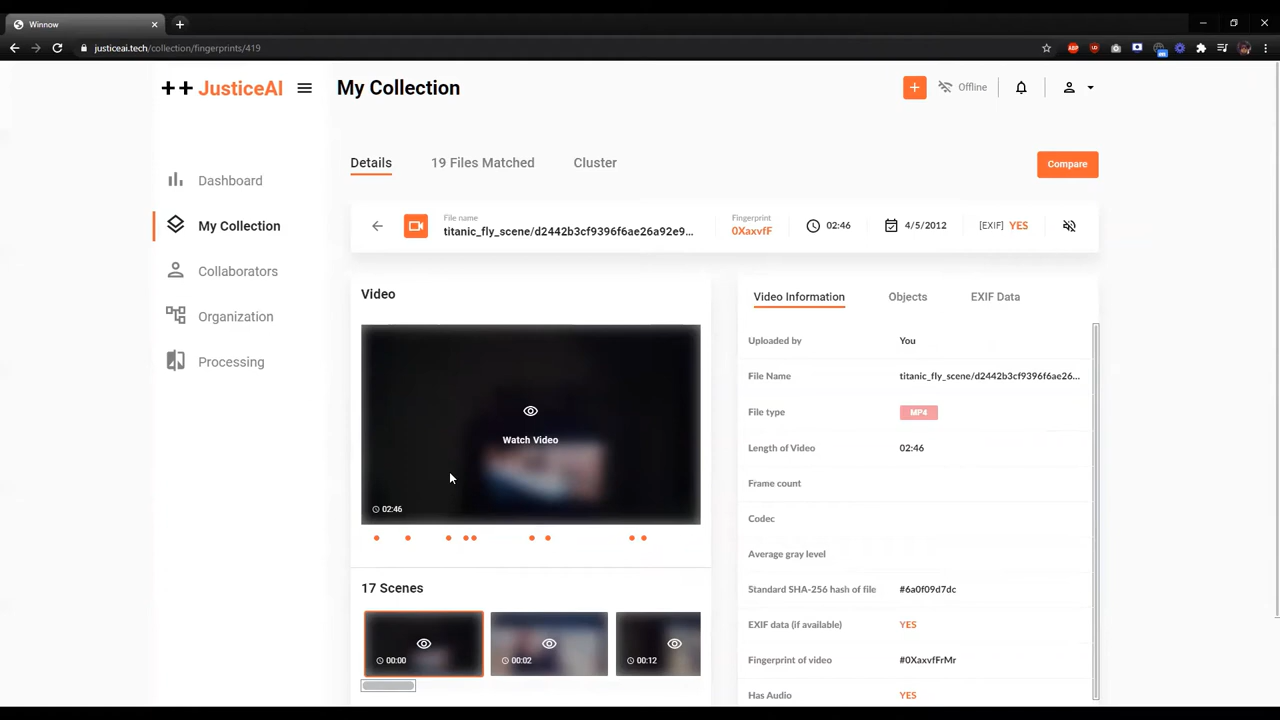 Winnow
justiceai.tech/collection/fingerprints/419
JusticeAI
My Collection
Offline
Dashboard
My Collection
Collaborators
Organization
Processing
Details
19 Files Matched
Cluster
Compare
File name
titanic_fly_scene/d2442b3cf9396f6ae26a92e9...
Fingerprint
0XaxvfF
02:46
4/5/2012
[EXIF] YES
Video
Watch Video
02:46
17 Scenes
00:00
00:02
00:12
Video Information
Objects
EXIF Data
Uploaded by You
File Name titanic_fly_scene/d2442b3cf9396f6ae26...
File type MP4
Length of Video 02:46
Frame count
Codec
Average gray level
Standard SHA-256 hash of file #6a0f09d7dc
EXIF data (if available) YES
Fingerprint of video #0XaxvfFrMr
Has Audio YES